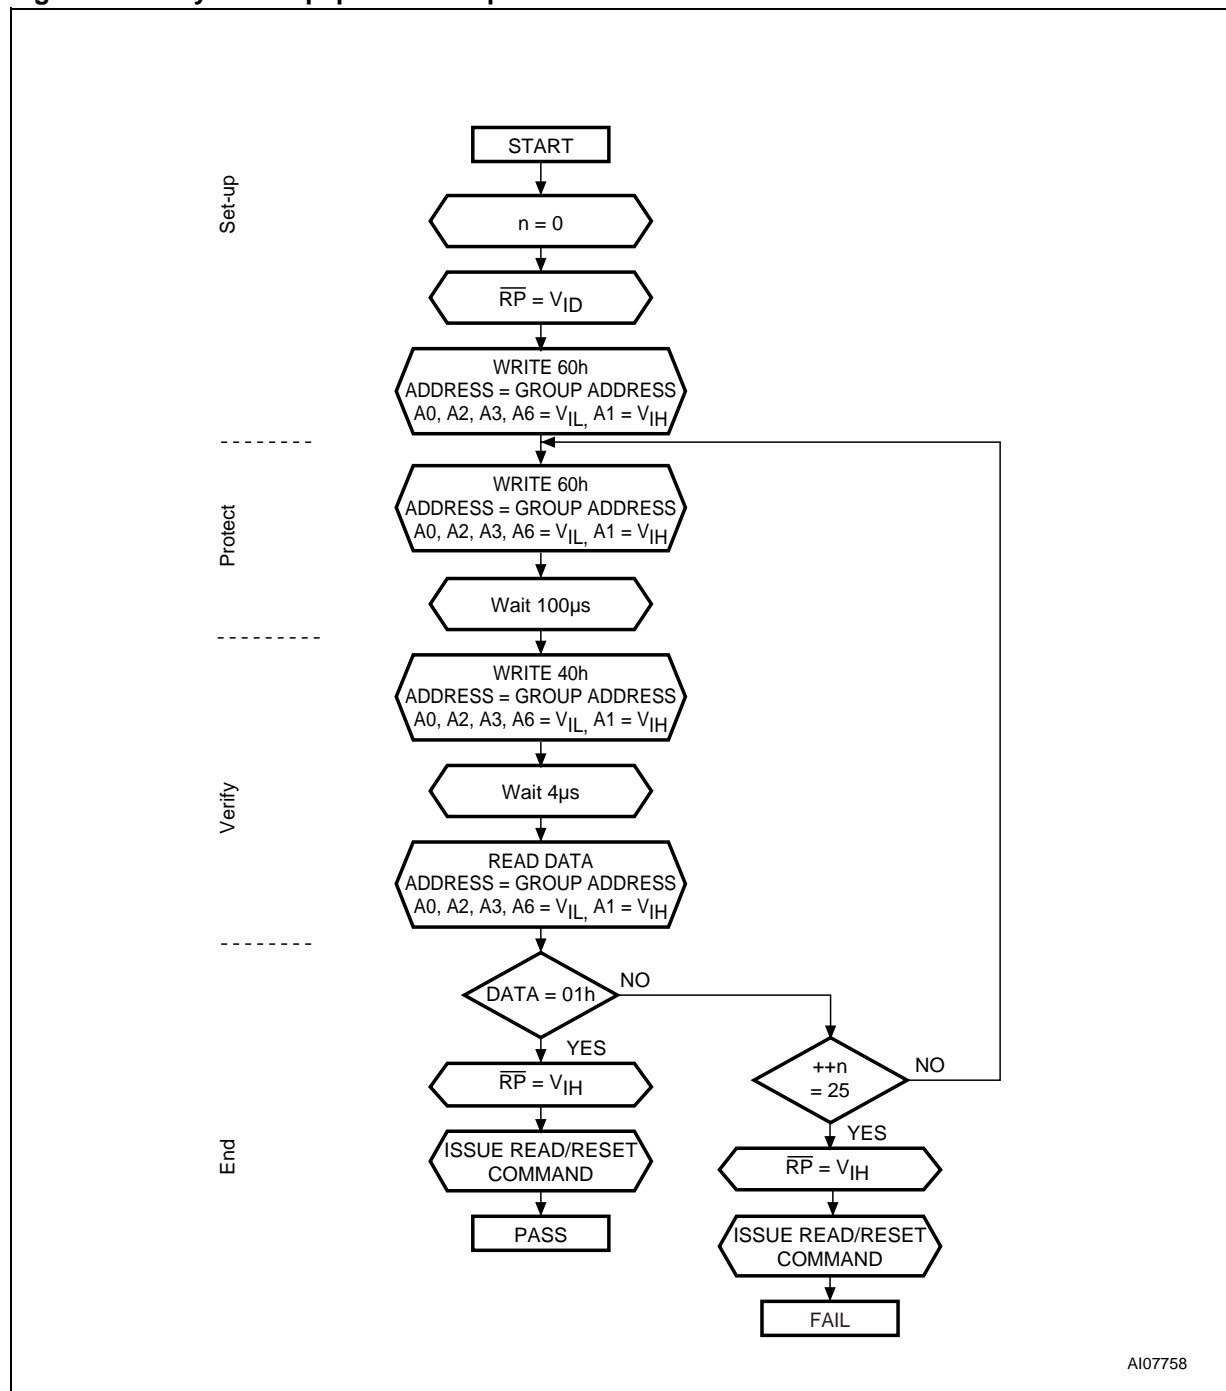 START
Set-up
n = 0
RP = VID
WRITE 60h
ADDRESS = GROUP ADDRESS
A0, A2, A3, A6 = VIL, A1 = VIH
Protect
WRITE 60h
ADDRESS = GROUP ADDRESS
A0, A2, A3, A6 = VIL, A1 = VIH
Wait 100µs
Verify
WRITE 40h
ADDRESS = GROUP ADDRESS
A0, A2, A3, A6 = VIL, A1 = VIH
Wait 4µs
READ DATA
ADDRESS = GROUP ADDRESS
A0, A2, A3, A6 = VIL, A1 = VIH
End
DATA = 01h
NO
YES
RP = VIH
ISSUE READ/RESET
COMMAND
PASS
++n
= 25
NO
YES
RP = VIH
ISSUE READ/RESET
COMMAND
FAIL
AI07758